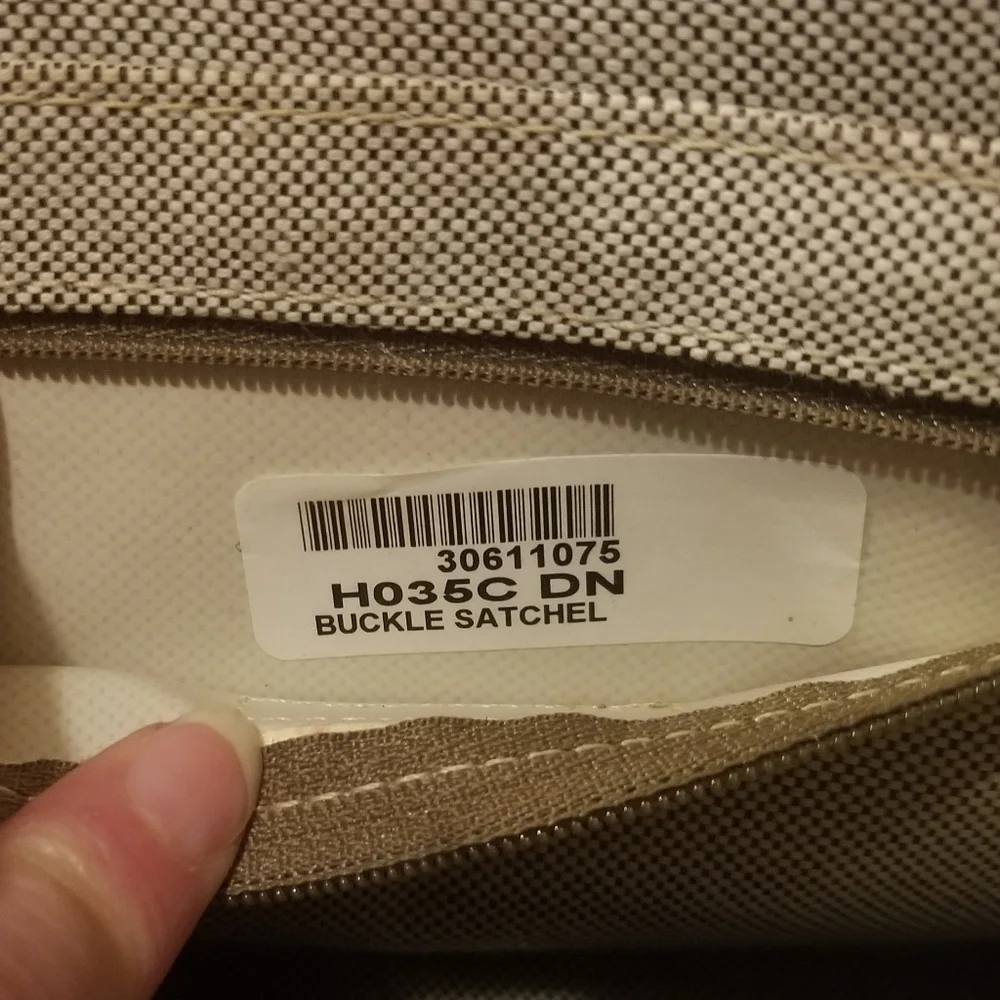 30611075
H035C DN
BUCKLE SATCHEL